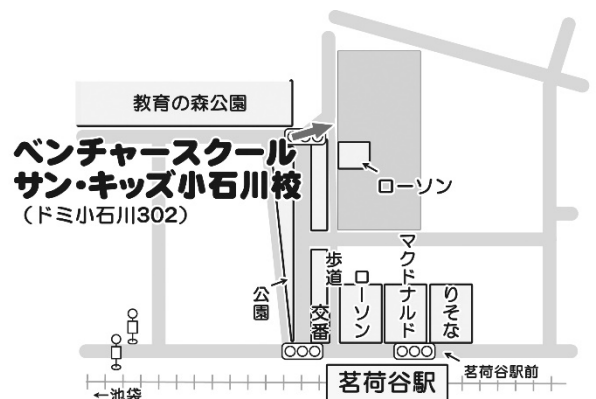 教育の森公園
ベンチャースクール
サン・キッズ小石川校
（ドミ小石川302）
ローソン
公園
歩道
交番
ローソン
マクドナルド
りそな
茗荷谷駅前
茗荷谷駅
←池袋